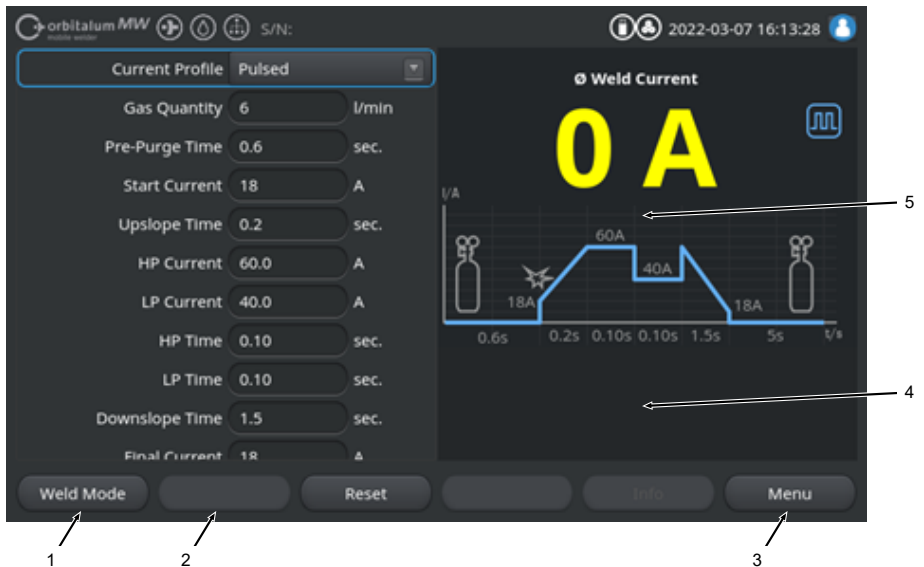 orbitalum MW S/N: 2022-03-07 16:13:28
mobile welder
Current Profile Pulsed
Gas Quantity 6 l/min
Pre-Purge Time 0.6 sec.
Start Current 18 A
Upslope Time 0.2 sec.
HP Current 60.0 A
LP Current 40.0 A
HP Time 0.10 sec.
LP Time 0.10 sec.
Downslope Time 1.5 sec.
Final Current 18 A
Ø Weld Current
0 A
I/A
60A
40A
18A 18A
0.6s 0.2s 0.10s 0.10s 1.5s 5s t/s
5
4
Weld Mode Reset Info Menu
1 2 3